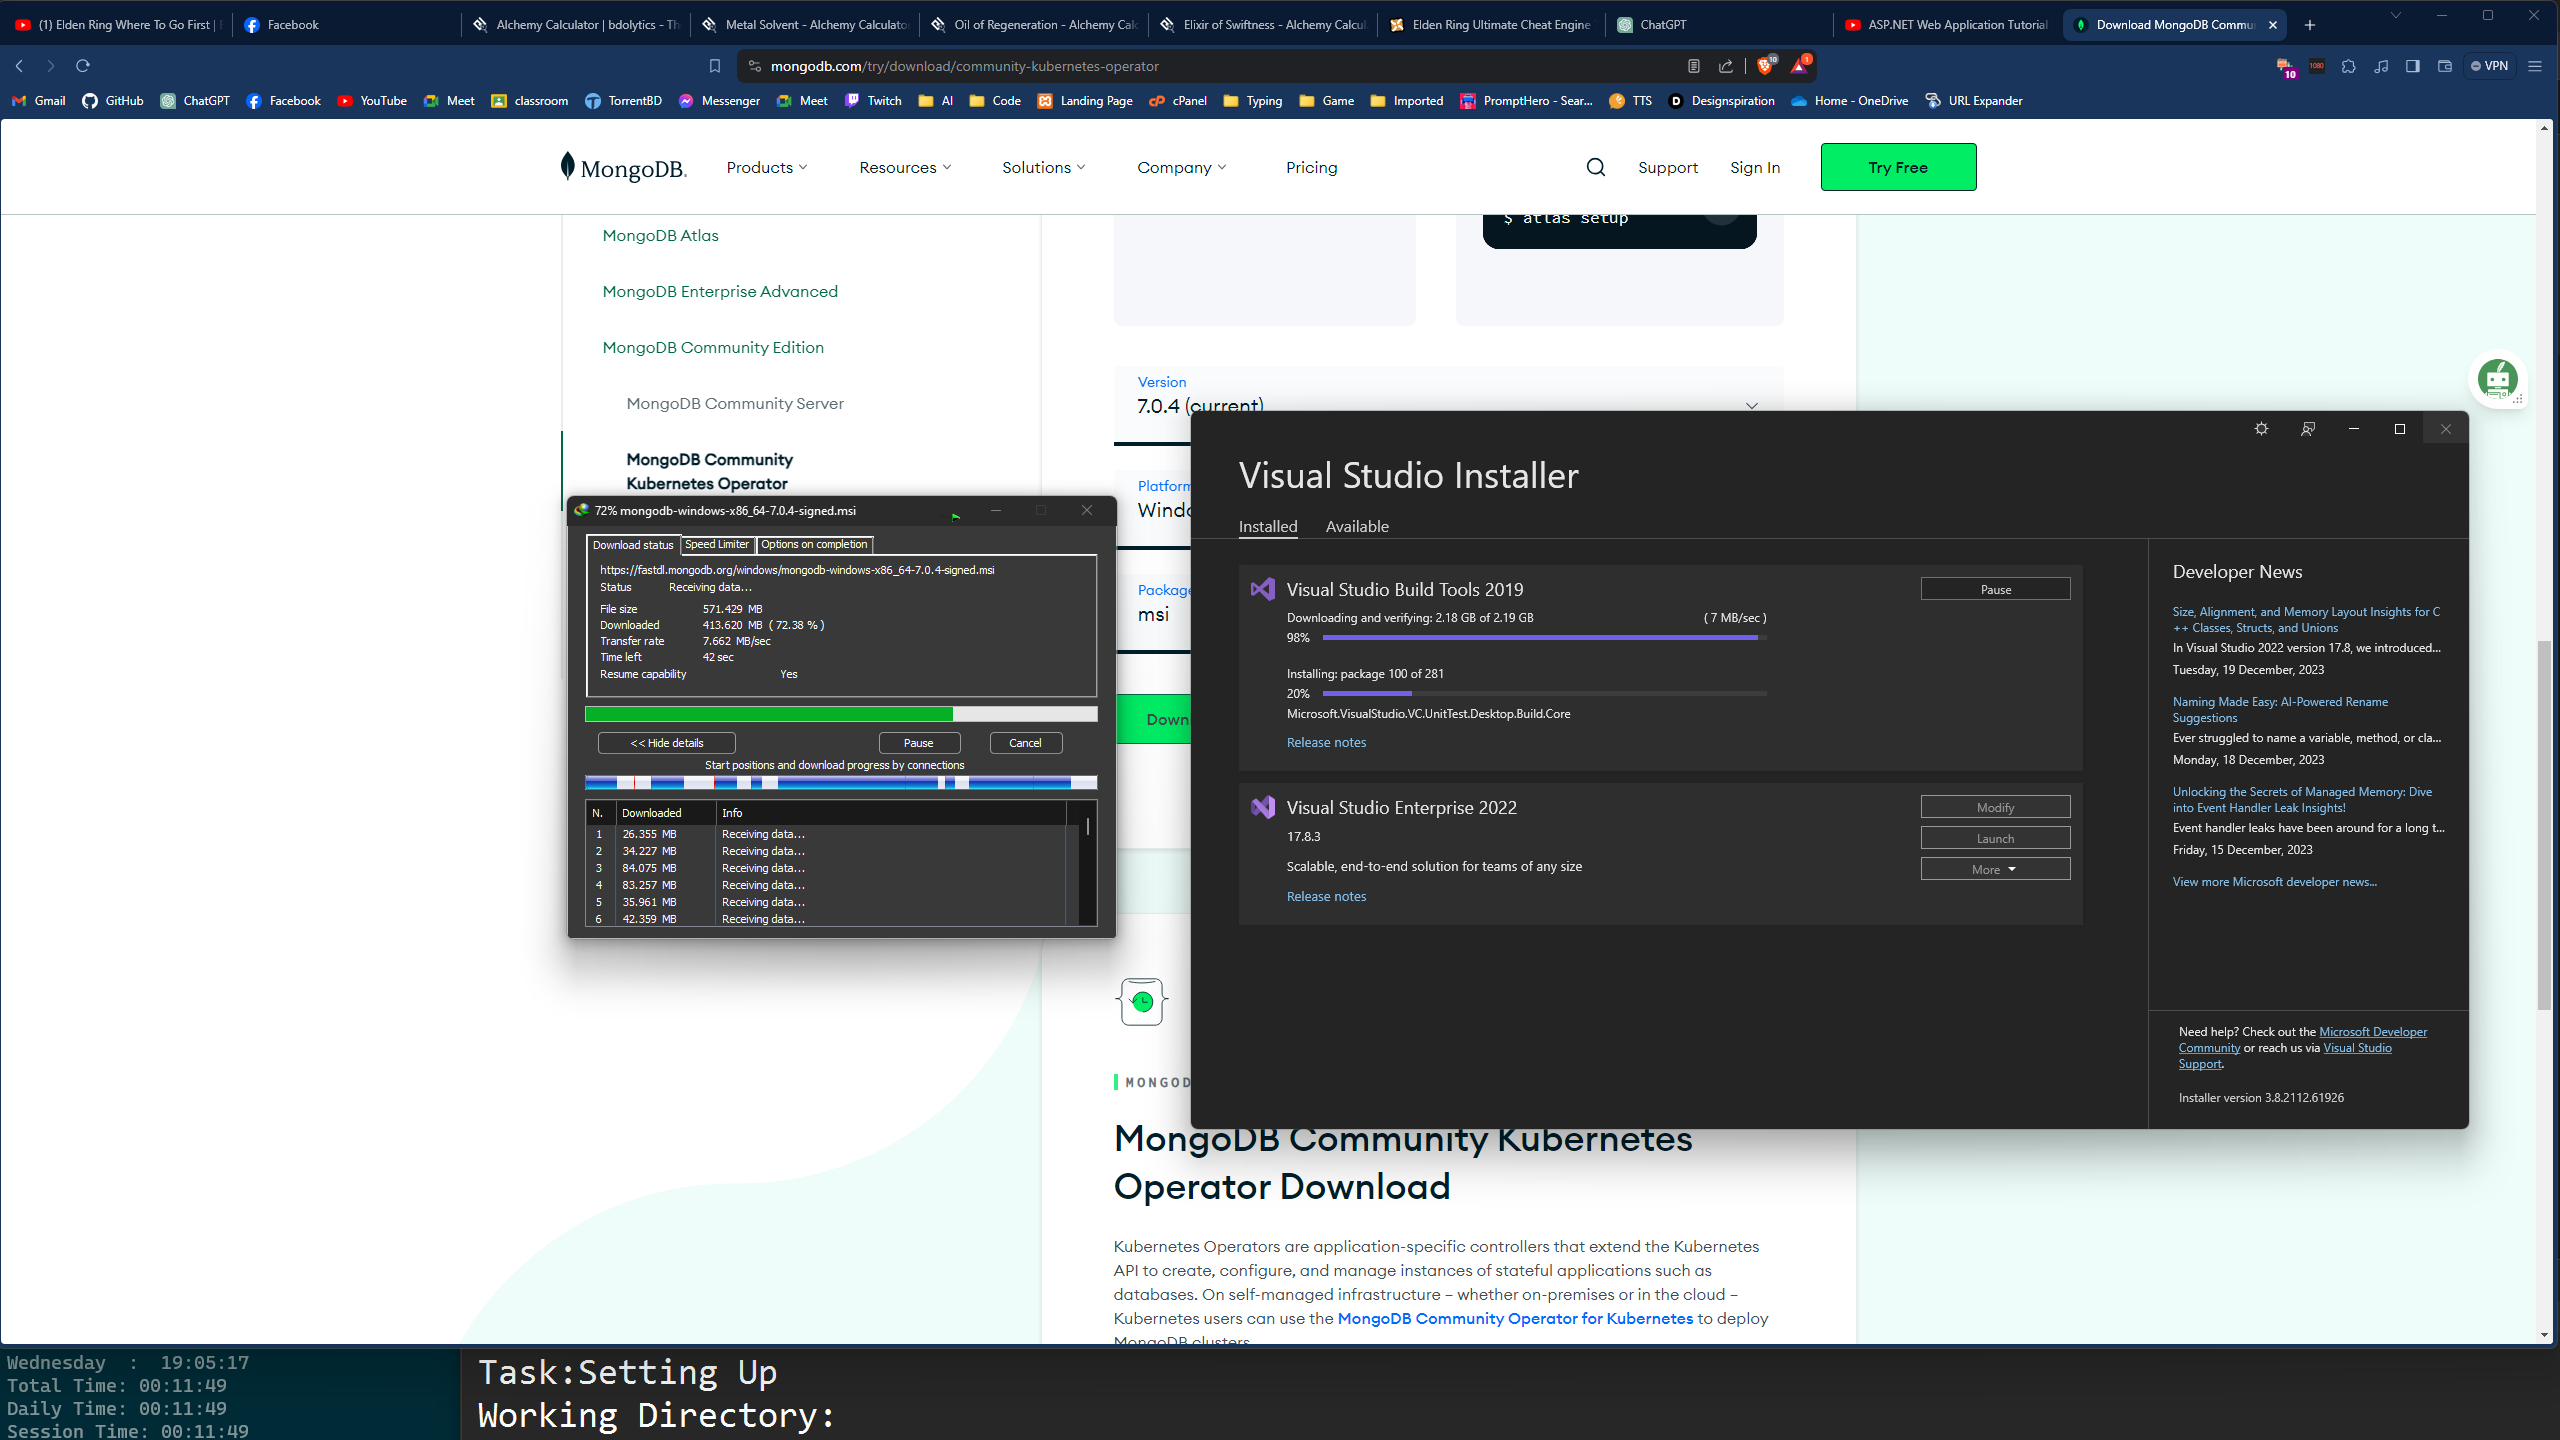 (1) Elden Ring Where To Go First |
Facebook
Alchemy Calculator | bdolytics - Th
Metal Solvent - Alchemy Calculato
Oil of Regeneration - Alchemy Calc
Elixir of Swiftness - Alchemy Calcul
Elden Ring Ultimate Cheat Engine
ChatGPT
ASP.NET Web Application Tutorial
Download MongoDB Commu
mongodb.com/try/download/community-kubernetes-operator
10
1
10
1080
VPN
Gmail
GitHub
ChatGPT
Facebook
YouTube
Meet
classroom
TorrentBD
Messenger
Meet
Twitch
AI
Code
Landing Page
cPanel
Typing
Game
Imported
PromptHero - Sear...
TTS
Designspiration
Home - OneDrive
URL Expander
MongoDB.
Products
Resources
Solutions
Company
Pricing
Support
Sign In
Try Free
MongoDB Atlas
MongoDB Enterprise Advanced
MongoDB Community Edition
MongoDB Community Server
MongoDB Community
Kubernetes Operator
$ atlas setup
Version
7.0.4 (current)
Platform
Windo
Package
msi
Downl
72% mongodb-windows-x86_64-7.0.4-signed.msi
Download status
Speed Limiter
Options on completion
https://fastdl.mongodb.org/windows/mongodb-windows-x86_64-7.0.4-signed.msi
Status Receiving data...
File size 571.429 MB
Downloaded 413.620 MB ( 72.38 % )
Transfer rate 7.662 MB/sec
Time left 42 sec
Resume capability Yes
<< Hide details
Pause
Cancel
Start positions and download progress by connections
N. Downloaded Info
1 26.355 MB Receiving data...
2 34.227 MB Receiving data...
3 84.075 MB Receiving data...
4 83.257 MB Receiving data...
5 35.961 MB Receiving data...
6 42.359 MB Receiving data...
Visual Studio Installer
Installed
Available
Visual Studio Build Tools 2019
Pause
Downloading and verifying: 2.18 GB of 2.19 GB ( 7 MB/sec )
98%
Installing: package 100 of 281
20%
Microsoft.VisualStudio.VC.UnitTest.Desktop.Build.Core
Release notes
Visual Studio Enterprise 2022
17.8.3
Scalable, end-to-end solution for teams of any size
Release notes
Modify
Launch
More
Developer News
Size, Alignment, and Memory Layout Insights for C
++ Classes, Structs, and Unions
In Visual Studio 2022 version 17.8, we introduced...
Tuesday, 19 December, 2023
Naming Made Easy: AI-Powered Rename
Suggestions
Ever struggled to name a variable, method, or cla...
Monday, 18 December, 2023
Unlocking the Secrets of Managed Memory: Dive
into Event Handler Leak Insights!
Event handler leaks have been around for a long t...
Friday, 15 December, 2023
View more Microsoft developer news...
Need help? Check out the Microsoft Developer
Community or reach us via Visual Studio
Support.
Installer version 3.8.2112.61926
MONGOD
MongoDB Community Kubernetes
Operator Download
Kubernetes Operators are application-specific controllers that extend the Kubernetes
API to create, configure, and manage instances of stateful applications such as
databases. On self-managed infrastructure – whether on-premises or in the cloud –
Kubernetes users can use the MongoDB Community Operator for Kubernetes to deploy
MongoDB clusters.
Wednesday : 19:05:17
Total Time: 00:11:49
Daily Time: 00:11:49
Session Time: 00:11:49
Task:Setting Up
Working Directory: